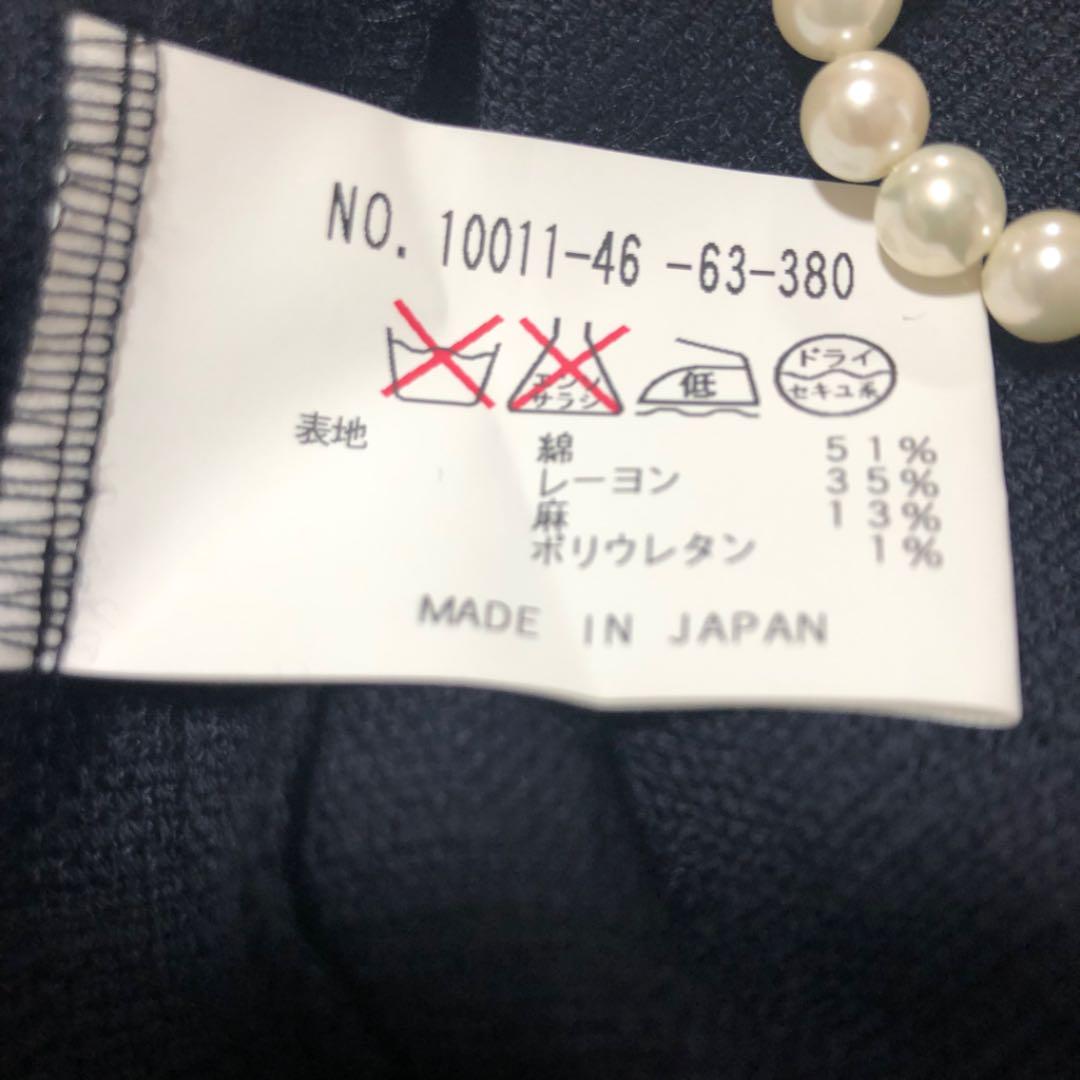 NO. 10011-46 -63-380
エンソ サラシ 低 ドライ セキユ系
表地 綿 51%
レーヨン 35%
麻 13%
ポリウレタン 1%
MADE IN JAPAN